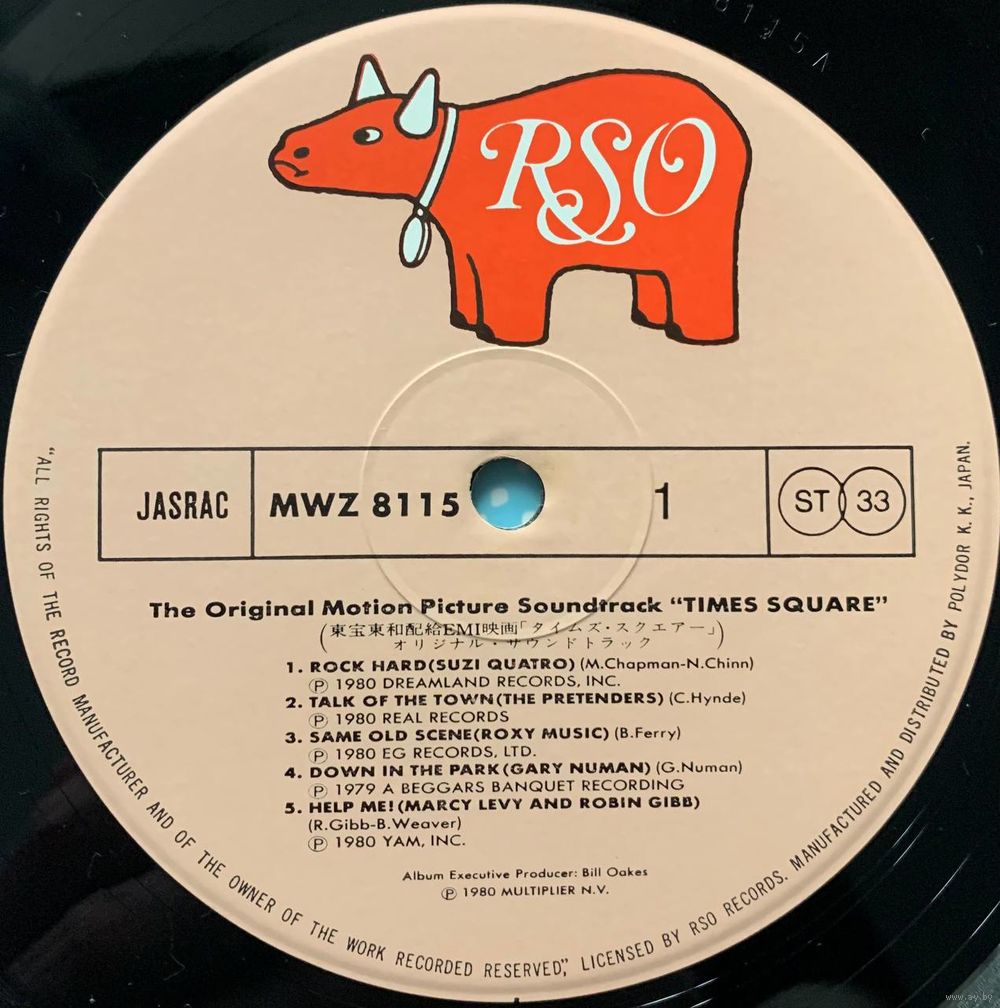 8115A
RSO
JASRAC
MWZ 8115
1
ST 33
The Original Motion Picture Soundtrack “TIMES SQUARE”
(東宝東和配給EMI映画「タイムズ・スクエアー」)
オリジナル・サウンドトラック
1. ROCK HARD(SUZI QUATRO) (M.Chapman-N.Chinn)
Ⓟ 1980 DREAMLAND RECORDS, INC.
2. TALK OF THE TOWN(THE PRETENDERS) (C.Hynde)
Ⓟ 1980 REAL RECORDS
3. SAME OLD SCENE(ROXY MUSIC) (B.Ferry)
Ⓟ 1980 EG RECORDS, LTD.
4. DOWN IN THE PARK(GARY NUMAN) (G.Numan)
Ⓟ 1979 A BEGGARS BANQUET RECORDING
5. HELP ME!(MARCY LEVY AND ROBIN GIBB)
(R.Gibb-B.Weaver)
Ⓟ 1980 YAM, INC.
Album Executive Producer: Bill Oakes
Ⓟ 1980 MULTIPLIER N.V.
“ALL RIGHTS OF THE RECORD MANUFACTURER AND OF THE OWNER OF THE WORK RECORDED RESERVED,” LICENSED BY RSO RECORDS. MANUFACTURED AND DISTRIBUTED BY POLYDOR K. K., JAPAN.
www.ay.by